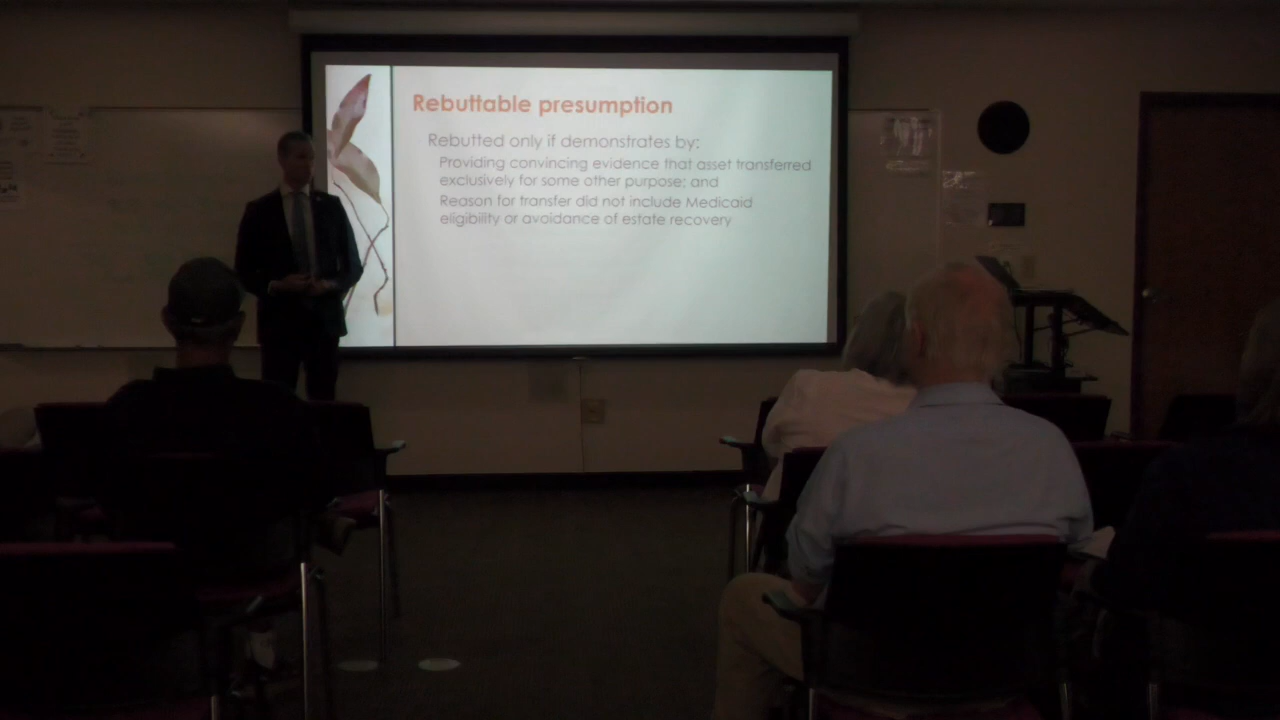 Rebuttable presumption
Rebutted only if demonstrates by:
Providing convincing evidence that asset transferred
exclusively for some other purpose; and
Reason for transfer did not include Medicaid
eligibility or avoidance of estate recovery